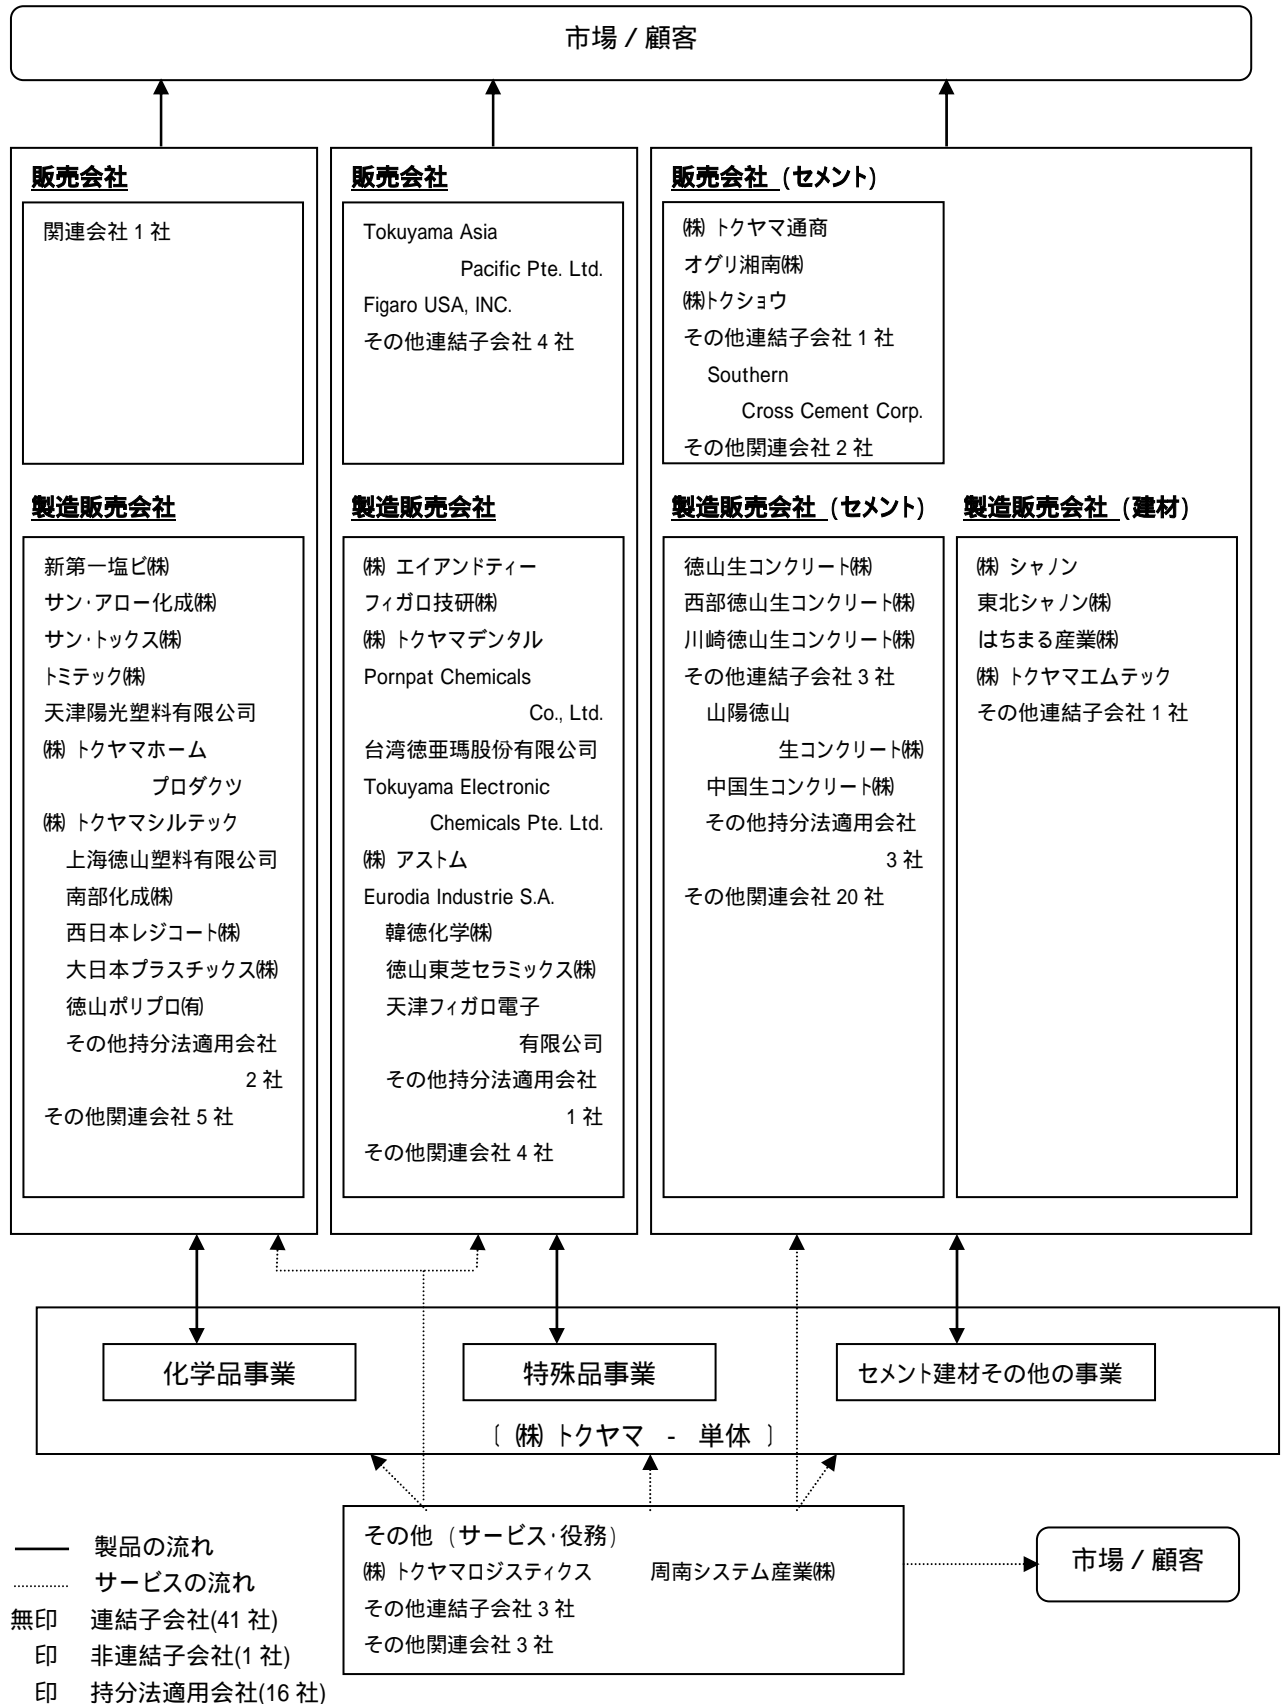 市場 / 顧客
販売会社
関連会社 1 社
製造販売会社
新第一塩ビ㈱
サン・アロー化成㈱
サン・トックス㈱
トミテック㈱
天津陽光塑料有限公司
㈱ トクヤマホーム
プロダクツ
㈱ トクヤマシルテック
上海徳山塑料有限公司
南部化成㈱
西日本レジコート㈱
大日本プラスチックス㈱
徳山ポリプロ㈲
その他持分法適用会社
2 社
その他関連会社 5 社
販売会社
Tokuyama Asia
Pacific Pte. Ltd.
Figaro USA, INC.
その他連結子会社 4 社
製造販売会社
㈱ エイアンドティー
フィガロ技研㈱
㈱ トクヤマデンタル
Pornpat Chemicals
Co., Ltd.
台湾徳亜瑪股份有限公司
Tokuyama Electronic
Chemicals Pte. Ltd.
㈱ アストム
Eurodia Industrie S.A.
韓徳化学㈱
徳山東芝セラミックス㈱
天津フィガロ電子
有限公司
その他持分法適用会社
1 社
その他関連会社 4 社
販売会社 (セメント)
㈱ トクヤマ通商
オグリ湘南㈱
㈱トクショウ
その他連結子会社 1 社
Southern
Cross Cement Corp.
その他関連会社 2 社
製造販売会社 (セメント)
徳山生コンクリート㈱
西部徳山生コンクリート㈱
川崎徳山生コンクリート㈱
その他連結子会社 3 社
山陽徳山
生コンクリート㈱
中国生コンクリート㈱
その他持分法適用会社
3 社
その他関連会社 20 社
製造販売会社 (建材)
㈱ シャノン
東北シャノン㈱
はちまる産業㈱
㈱ トクヤマエムテック
その他連結子会社 1 社
化学品事業
特殊品事業
セメント建材その他の事業
〔 ㈱ トクヤマ - 単体 〕
その他 (サービス・役務)
㈱ トクヤマロジスティクス 周南システム産業㈱
その他連結子会社 3 社
その他関連会社 3 社
市場 / 顧客
製品の流れ
サービスの流れ
無印 連結子会社(41 社)
印 非連結子会社(1 社)
印 持分法適用会社(16 社)